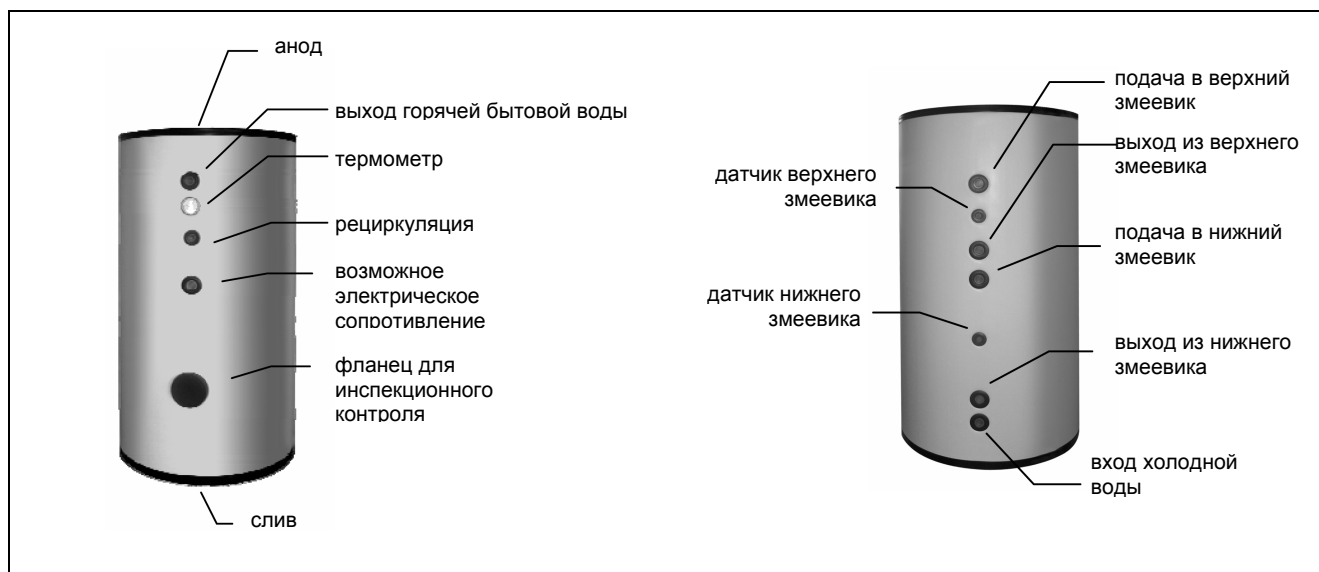 анод
выход горячей бытовой воды
термометр
рециркуляция
возможное
электрическое
сопротивление
фланец для
инспекционного
контроля
слив
подача в верхний
змеевик
выход из верхнего
змеевика
датчик верхнего
змеевика
подача в нижний
змеевик
датчик нижнего
змеевика
выход из нижнего
змеевика
вход холодной
воды